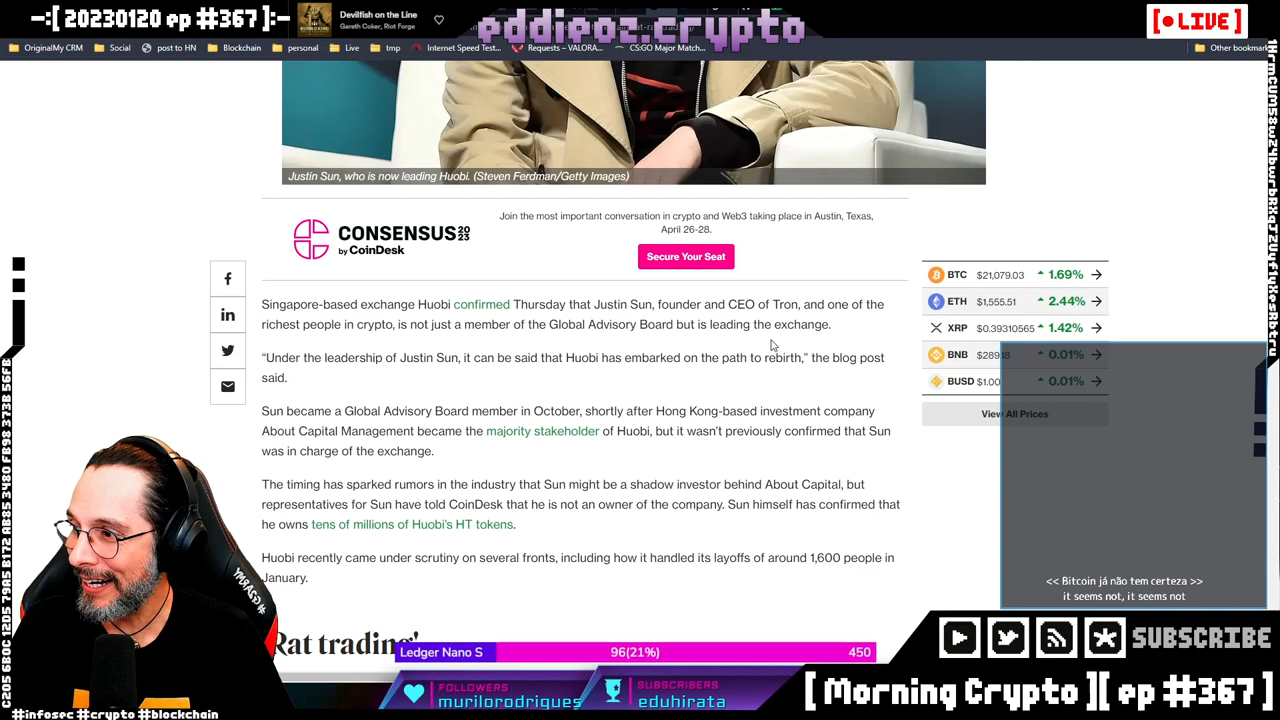 -:[ 20230120 ep #367 ]:-
Devilfish on the Line
Gareth Coker, Riot Forge
eddieoz.crypto
[● LIVE]
OriginalMy CRM
Social
post to HN
Blockchain
personal
Live
tmp
Internet Speed Test...
Requests – VALORA...
CS:GO Major Match...
Other bookmar
Justin Sun, who is now leading Huobi. (Steven Ferdman/Getty Images)
CONSENSUS 2023
by CoinDesk
Join the most important conversation in crypto and Web3 taking place in Austin, Texas,
April 26-28.
Secure Your Seat
Singapore-based exchange Huobi confirmed Thursday that Justin Sun, founder and CEO of Tron, and one of the
richest people in crypto, is not just a member of the Global Advisory Board but is leading the exchange.
“Under the leadership of Justin Sun, it can be said that Huobi has embarked on the path to rebirth,” the blog post
said.
Sun became a Global Advisory Board member in October, shortly after Hong Kong-based investment company
About Capital Management became the majority stakeholder of Huobi, but it wasn't previously confirmed that Sun
was in charge of the exchange.
The timing has sparked rumors in the industry that Sun might be a shadow investor behind About Capital, but
representatives for Sun have told CoinDesk that he is not an owner of the company. Sun himself has confirmed that
he owns tens of millions of Huobi's HT tokens.
Huobi recently came under scrutiny on several fronts, including how it handled its layoffs of around 1,600 people in
January.
Rat trading'
BTC $21,079.03 1.69%
ETH $1,555.51 2.44%
XRP $0.39310565 1.42%
BNB $289.18 0.01%
BUSD $1.00 0.01%
View All Prices
<< Bitcoin já não tem certeza >>
it seems not, it seems not
Ledger Nano S
96(21%)
450
FOLLOWERS
murilorodrigues
SUBSCRIBERS
eduhirata
SUBSCRIBE
[ Morning Crypto ][ ep #367 ]
#infosec #crypto #blockchain